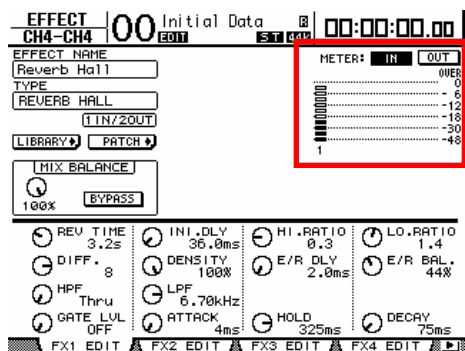 EFFECT
CH4-CH4
00 Initial Data
EDIT ST 44k
00:00:00.00
EFFECT NAME
Reverb Hall
TYPE
REVERB HALL
1 IN/2OUT
LIBRARY PATCH
METER: IN OUT
OVER
0
- 6
-12
-18
-30
-48
1
MIX BALANCE
100% BYPASS
REV TIME 3.2s
INI.DLY 36.0ms
HI.RATIO 0.3
LO.RATIO 1.4
DIFF. 8
DENSITY 100%
E/R DLY 2.0ms
E/R BAL. 44%
HPF Thru
LPF 6.70kHz
GATE LVL OFF
ATTACK 4ms
HOLD 325ms
DECAY 75ms
FX1 EDIT FX2 EDIT FX3 EDIT FX4 EDIT